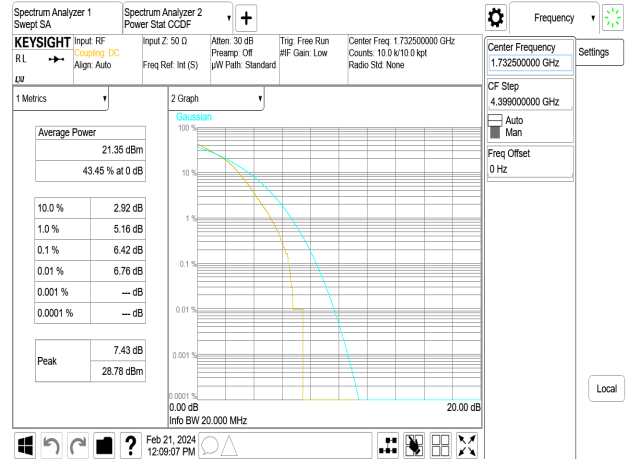 Spectrum Analyzer 1
Swept SA
Spectrum Analyzer 2
Power Stat CCDF
Frequency
KEYSIGHT
R L
LXI
Input: RF
Coupling: DC
Align: Auto
Input Z: 50 Ω
Freq Ref: Int (S)
Atten: 30 dB
Preamp: Off
µW Path: Standard
Trig: Free Run
#IF Gain: Low
Center Freq: 1.732500000 GHz
Counts: 10.0 k/10.0 kpt
Radio Std: None
Center Frequency
1.732500000 GHz
Settings
CF Step
4.399000000 GHz
Auto
Man
Freq Offset
0 Hz
1 Metrics
Average Power
21.35 dBm
43.45 % at 0 dB
10.0 % 2.92 dB
1.0 % 5.16 dB
0.1 % 6.42 dB
0.01 % 6.76 dB
0.001 % --- dB
0.0001 % --- dB
Peak 7.43 dB
28.78 dBm
2 Graph
Gaussian
100 %
10 %
1 %
0.1 %
0.01 %
0.001 %
0.0001 %
0.00 dB 20.00 dB
Info BW 20.000 MHz
Local
?
Feb 21, 2024
12:09:07 PM